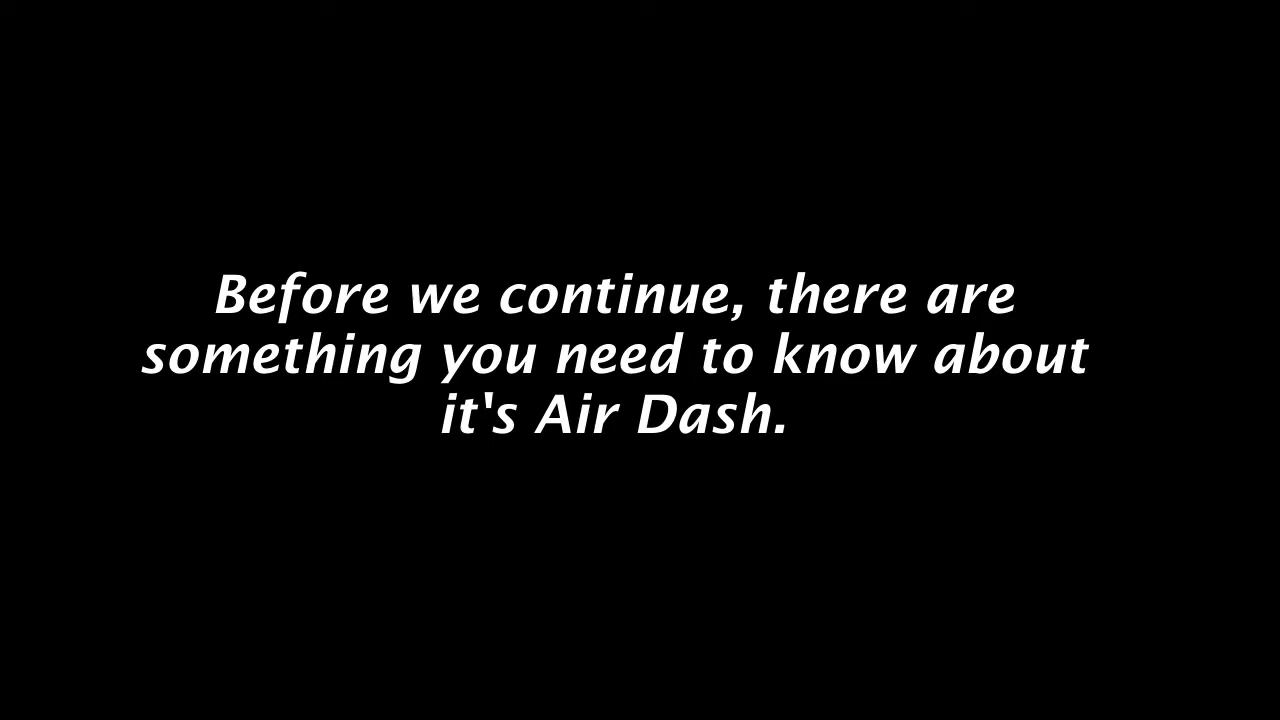 Before we continue, there are
something you need to know about
it's Air Dash.